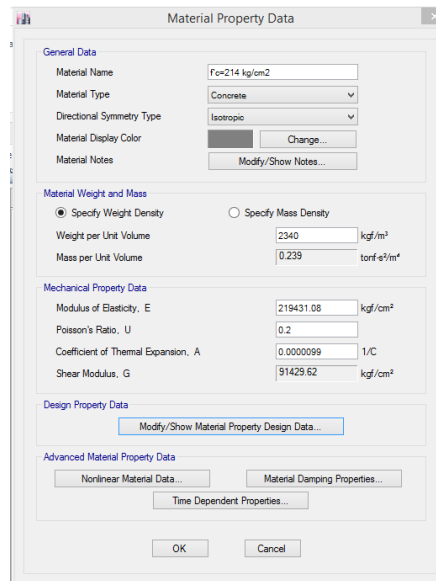 Material Property Data
General Data
Material Name f'c=214 kg/cm2
Material Type Concrete
Directional Symmetry Type Isotropic
Material Display Color Change...
Material Notes Modify/Show Notes...
Material Weight and Mass
Specify Weight Density Specify Mass Density
Weight per Unit Volume 2340 kgf/m³
Mass per Unit Volume 0.239 tonf-s²/m⁴
Mechanical Property Data
Modulus of Elasticity, E 219431.08 kgf/cm²
Poisson's Ratio, U 0.2
Coefficient of Thermal Expansion, A 0.0000099 1/C
Shear Modulus, G 91429.62 kgf/cm²
Design Property Data
Modify/Show Material Property Design Data...
Advanced Material Property Data
Nonlinear Material Data... Material Damping Properties...
Time Dependent Properties...
OK Cancel